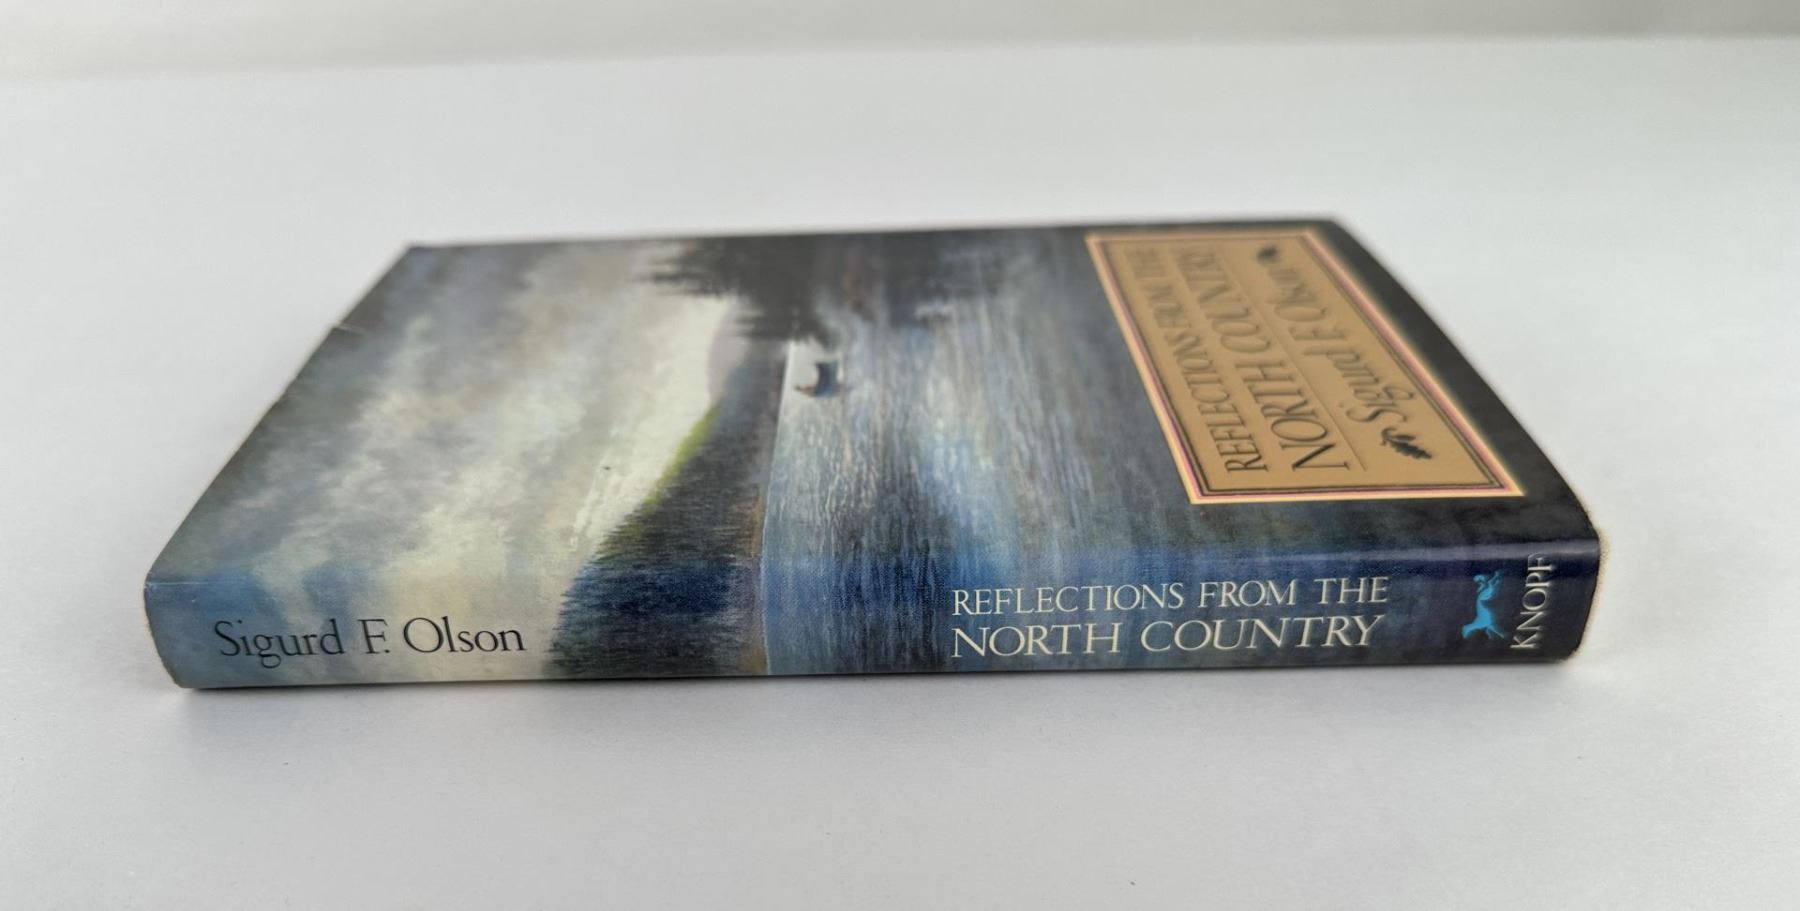 REFLECTIONS FROM THE
NORTH COUNTRY
Sigurd F. Olson
Sigurd F. Olson
REFLECTIONS FROM THE
NORTH COUNTRY
KNOPF